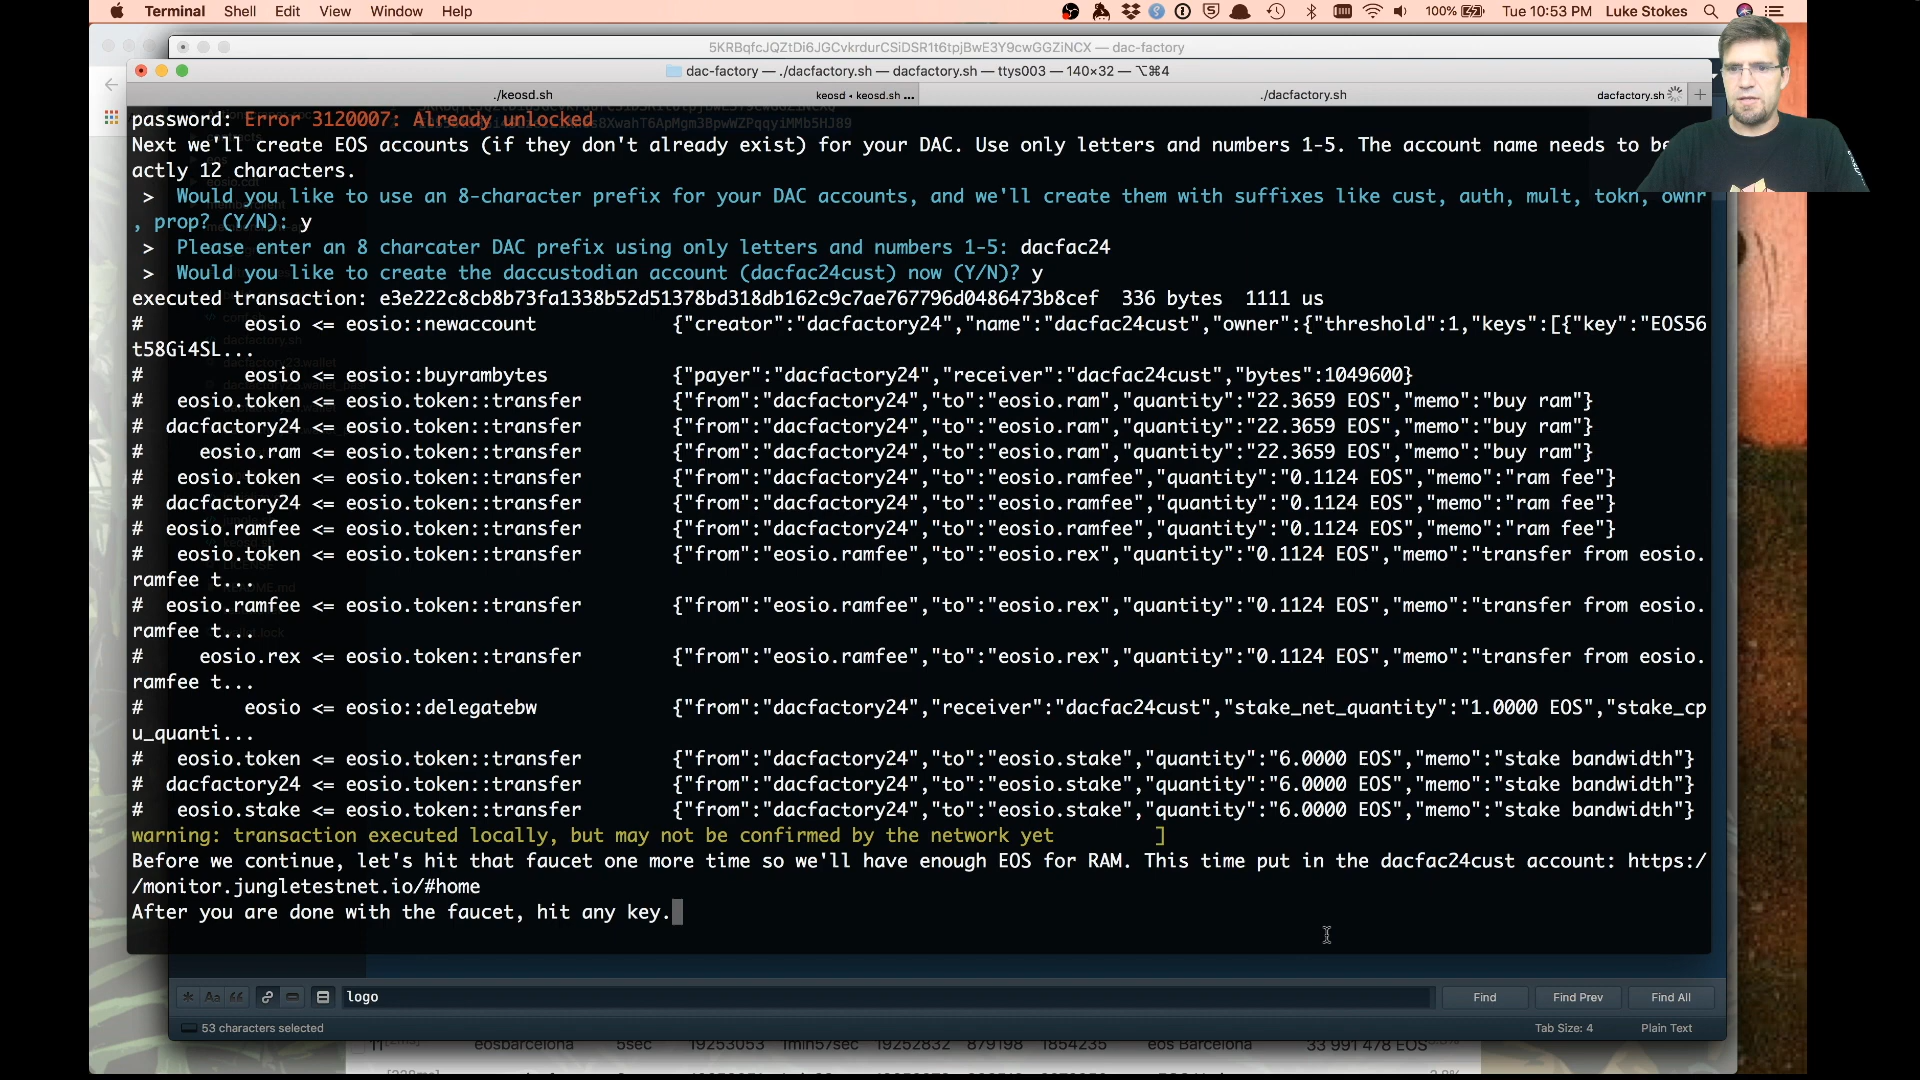 Terminal Shell Edit View Window Help 100% Tue 10:53 PM Luke Stokes
5KRBqfcJQZtDi6JGCvkrdurCSiDSR1t6tpjBwE3Y9cwGGZiNCX — dac-factory
dac-factory — ./dacfactory.sh — dacfactory.sh — ttys003 — 140×32 — ⌥⌘4
./keosd.sh keosd ◂ keosd.sh ... ./dacfactory.sh dacfactory.sh
password: Error 3120007: Already unlocked
Next we'll create EOS accounts (if they don't already exist) for your DAC. Use only letters and numbers 1-5. The account name needs to be
actly 12 characters.
> Would you like to use an 8-character prefix for your DAC accounts, and we'll create them with suffixes like cust, auth, mult, tokn, ownr
, prop? (Y/N): y
> Please enter an 8 charcater DAC prefix using only letters and numbers 1-5: dacfac24
> Would you like to create the daccustodian account (dacfac24cust) now (Y/N)? y
executed transaction: e3e222c8cb8b73fa1338b52d51378bd318db162c9c7ae767796d0486473b8cef 336 bytes 1111 us
# eosio <= eosio::newaccount {"creator":"dacfactory24","name":"dacfac24cust","owner":{"threshold":1,"keys":[{"key":"EOS56
t58Gi4SL...
# eosio <= eosio::buyrambytes {"payer":"dacfactory24","receiver":"dacfac24cust","bytes":1049600}
# eosio.token <= eosio.token::transfer {"from":"dacfactory24","to":"eosio.ram","quantity":"22.3659 EOS","memo":"buy ram"}
# dacfactory24 <= eosio.token::transfer {"from":"dacfactory24","to":"eosio.ram","quantity":"22.3659 EOS","memo":"buy ram"}
# eosio.ram <= eosio.token::transfer {"from":"dacfactory24","to":"eosio.ram","quantity":"22.3659 EOS","memo":"buy ram"}
# eosio.token <= eosio.token::transfer {"from":"dacfactory24","to":"eosio.ramfee","quantity":"0.1124 EOS","memo":"ram fee"}
# dacfactory24 <= eosio.token::transfer {"from":"dacfactory24","to":"eosio.ramfee","quantity":"0.1124 EOS","memo":"ram fee"}
# eosio.ramfee <= eosio.token::transfer {"from":"dacfactory24","to":"eosio.ramfee","quantity":"0.1124 EOS","memo":"ram fee"}
# eosio.token <= eosio.token::transfer {"from":"eosio.ramfee","to":"eosio.rex","quantity":"0.1124 EOS","memo":"transfer from eosio.
ramfee t...
# eosio.ramfee <= eosio.token::transfer {"from":"eosio.ramfee","to":"eosio.rex","quantity":"0.1124 EOS","memo":"transfer from eosio.
ramfee t...
# eosio.rex <= eosio.token::transfer {"from":"eosio.ramfee","to":"eosio.rex","quantity":"0.1124 EOS","memo":"transfer from eosio.
ramfee t...
# eosio <= eosio::delegatebw {"from":"dacfactory24","receiver":"dacfac24cust","stake_net_quantity":"1.0000 EOS","stake_cp
u_quanti...
# eosio.token <= eosio.token::transfer {"from":"dacfactory24","to":"eosio.stake","quantity":"6.0000 EOS","memo":"stake bandwidth"}
# dacfactory24 <= eosio.token::transfer {"from":"dacfactory24","to":"eosio.stake","quantity":"6.0000 EOS","memo":"stake bandwidth"}
# eosio.stake <= eosio.token::transfer {"from":"dacfactory24","to":"eosio.stake","quantity":"6.0000 EOS","memo":"stake bandwidth"}
warning: transaction executed locally, but may not be confirmed by the network yet ]
Before we continue, let's hit that faucet one more time so we'll have enough EOS for RAM. This time put in the dacfac24cust account: https:/
/monitor.jungletestnet.io/#home
After you are done with the faucet, hit any key.
logo Find Find Prev Find All
53 characters selected Tab Size: 4 Plain Text
eosbarcelona 5sec 19253053 1min57sec 19252832 879198 1854235 eos Barcelona 33 991 478 EOS